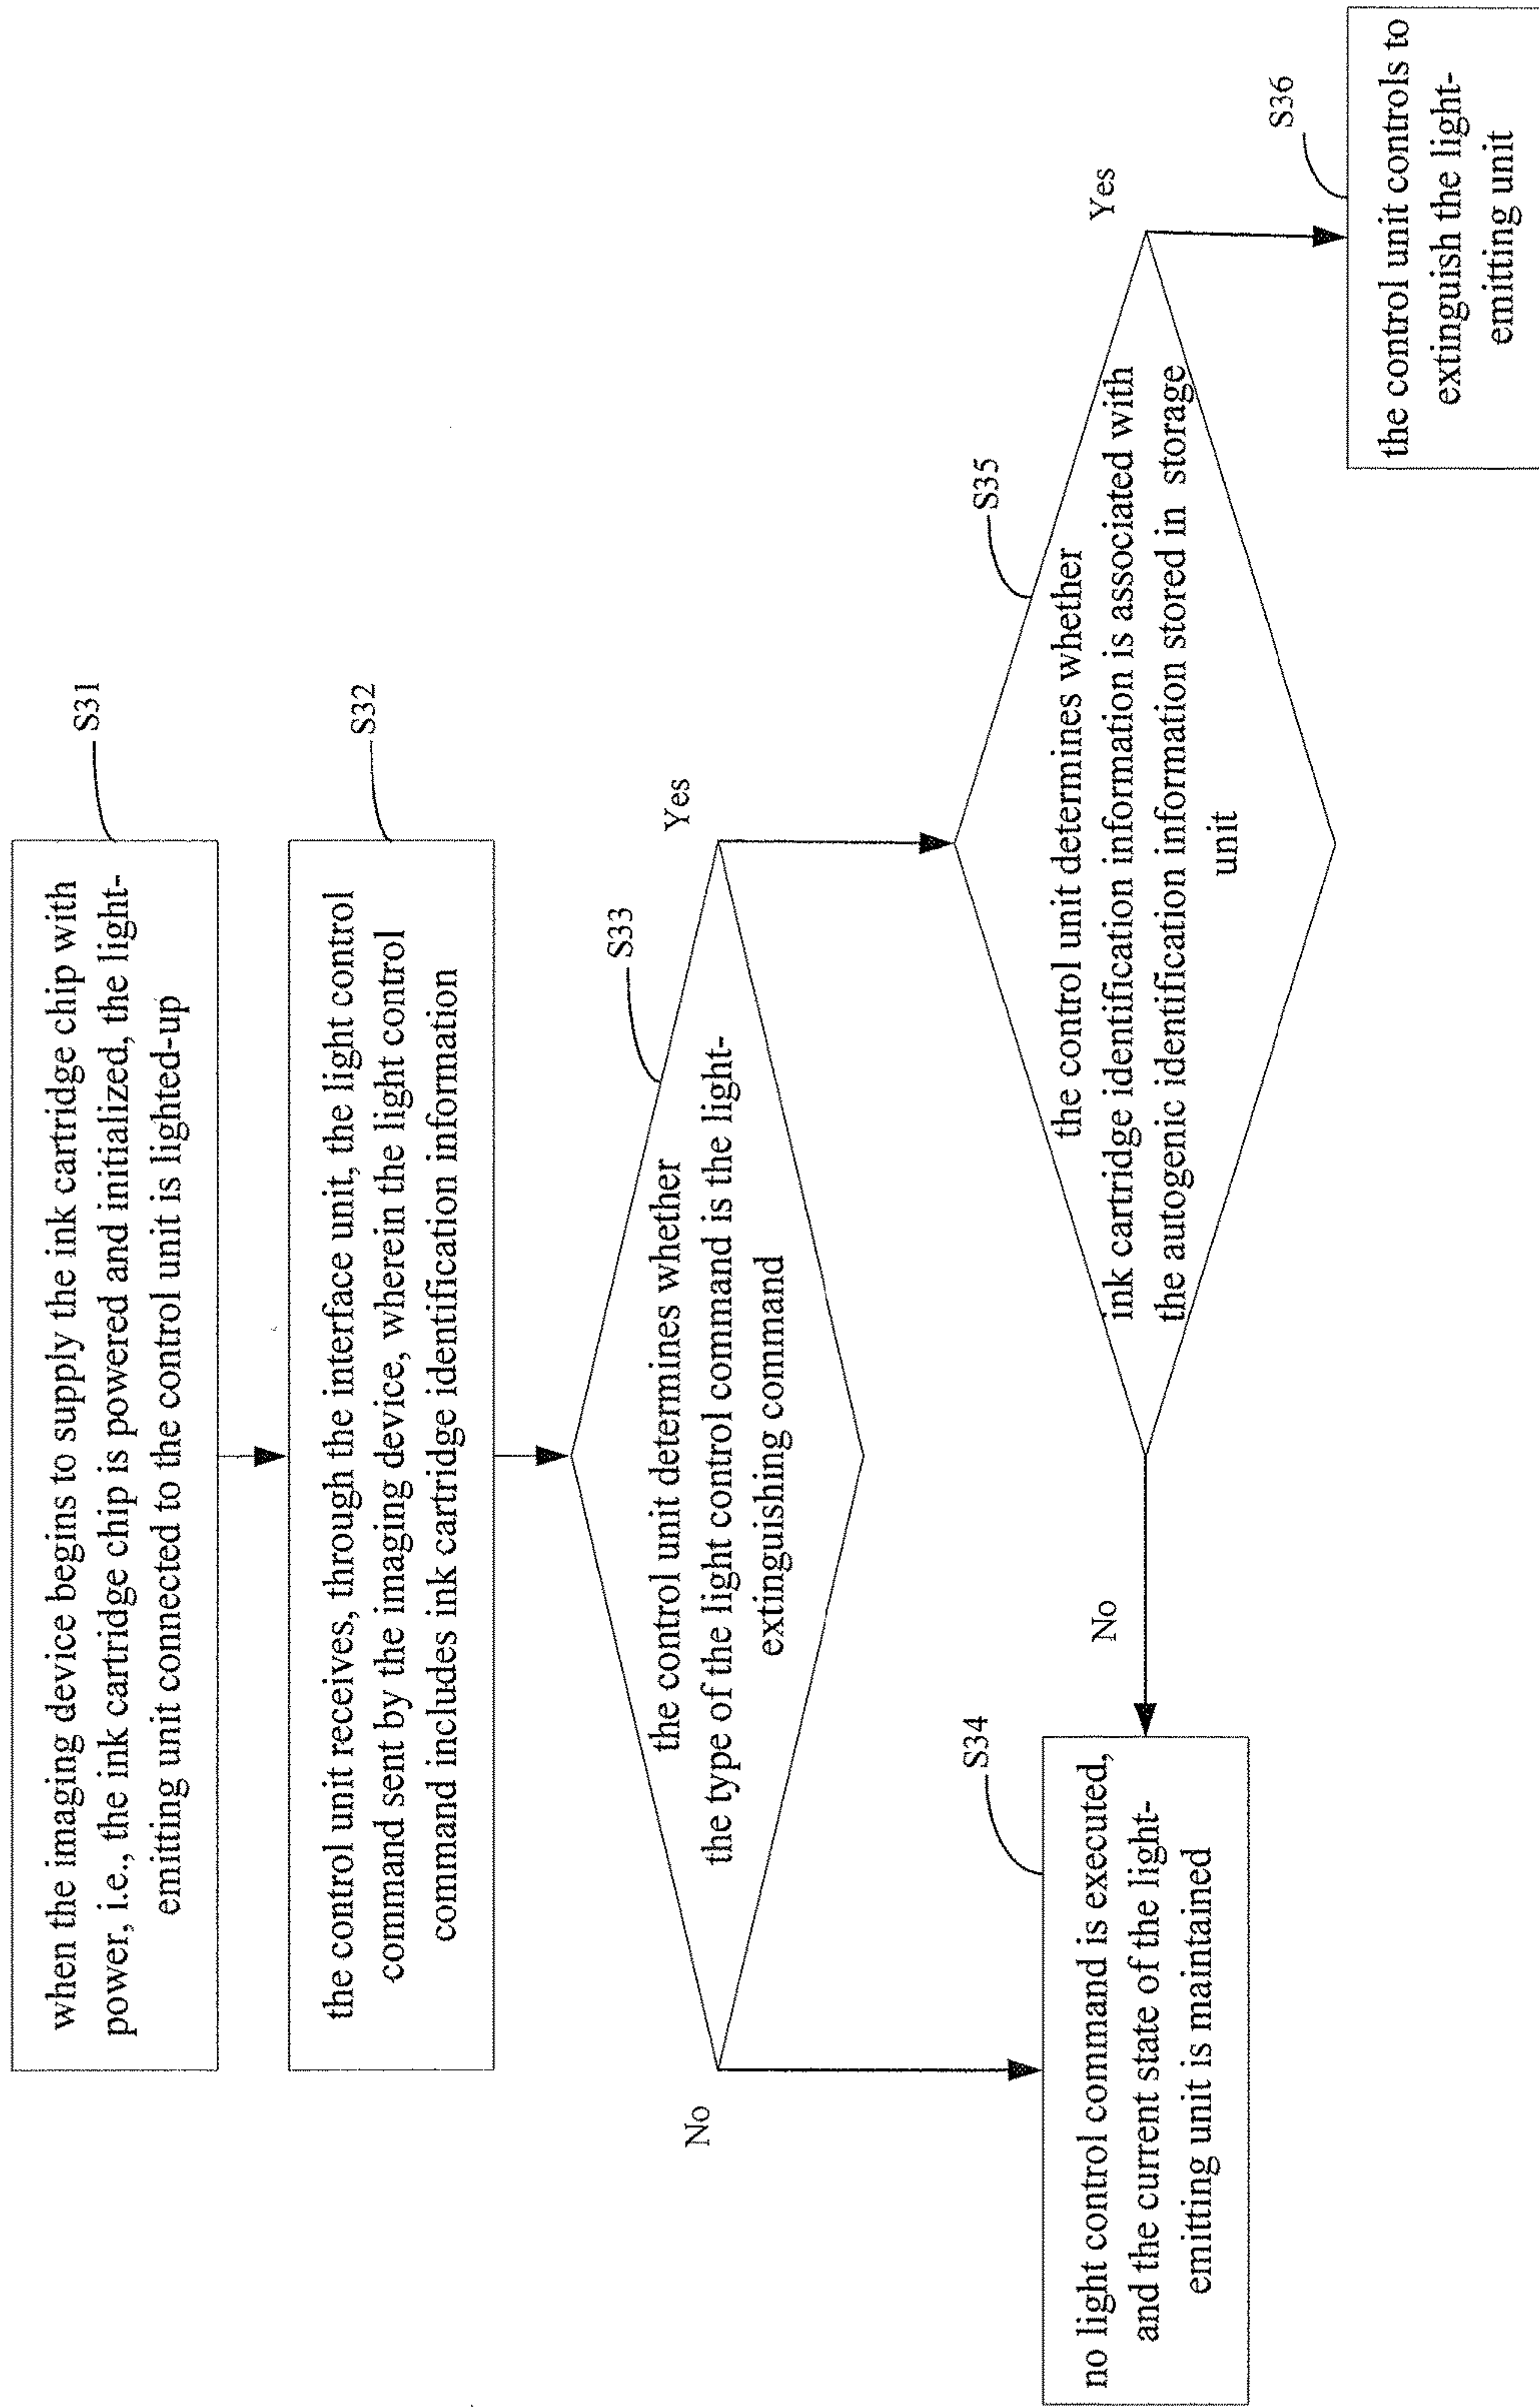 when the imaging device begins to supply the ink cartridge chip with
power, i.e., the ink cartridge chip is powered and initialized, the light-
emitting unit connected to the control unit is lighted-up
S31
the control unit receives, through the interface unit, the light control
command sent by the imaging device, wherein the light control
command includes ink cartridge identification information
S32
the control unit determines whether
the type of the light control command is the light-
extinguishing command
S33
No
Yes
no light control command is executed,
and the current state of the light-
emitting unit is maintained
S34
No
the control unit determines whether
ink cartridge identification information is associated with
the autogenic identification information stored in storage
unit
S35
Yes
the control unit controls to
extinguish the light-
emitting unit
S36